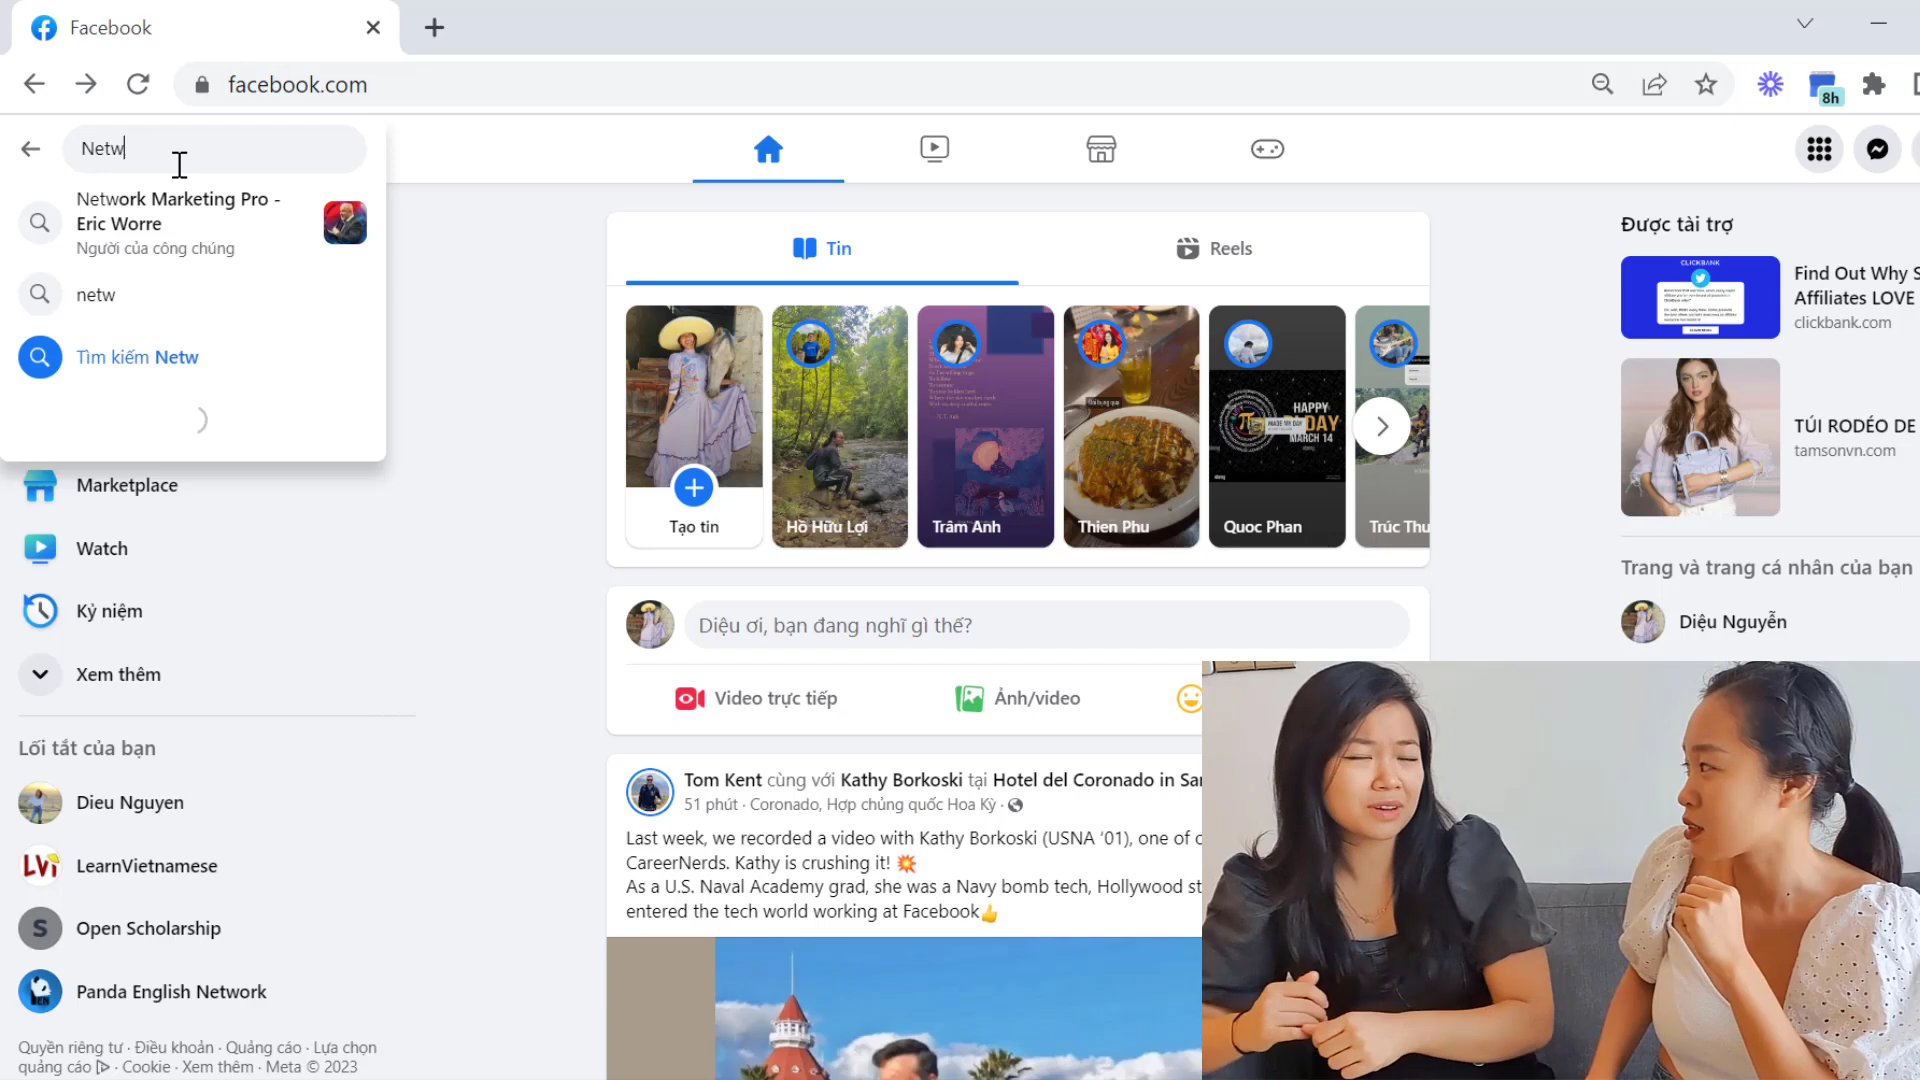 Facebook
facebook.com
8h
Netw
Network Marketing Pro -
Eric Worre
Người của công chúng
netw
Tìm kiếm Netw
Marketplace
Watch
Kỷ niệm
Xem thêm
Lối tắt của bạn
Dieu Nguyen
LVi LearnVietnamese
S Open Scholarship
Panda English Network
Quyền riêng tư · Điều khoản · Quảng cáo · Lựa chọn
quảng cáo · Cookie · Xem thêm · Meta © 2023
Tin
Reels
HAPPY
DAY
MARCH 14
Tạo tin
Hồ Hữu Lợi
Trâm Anh
Thien Phu
Quoc Phan
Trúc Thu
Diệu ơi, bạn đang nghĩ gì thế?
Video trực tiếp
Ảnh/video
Tom Kent cùng với Kathy Borkoski tại Hotel del Coronado in Sa
51 phút · Coronado, Hợp chủng quốc Hoa Kỳ ·
Last week, we recorded a video with Kathy Borkoski (USNA '01), one of
CareerNerds. Kathy is crushing it! 💥
As a U.S. Naval Academy grad, she was a Navy bomb tech, Hollywood st
entered the tech world working at Facebook👍
Được tài trợ
CLICKBANK
Find Out Why S
Affiliates LOVE
clickbank.com
TÚI RODÉO DE
tamsonvn.com
Trang và trang cá nhân của bạn
Diệu Nguyễn